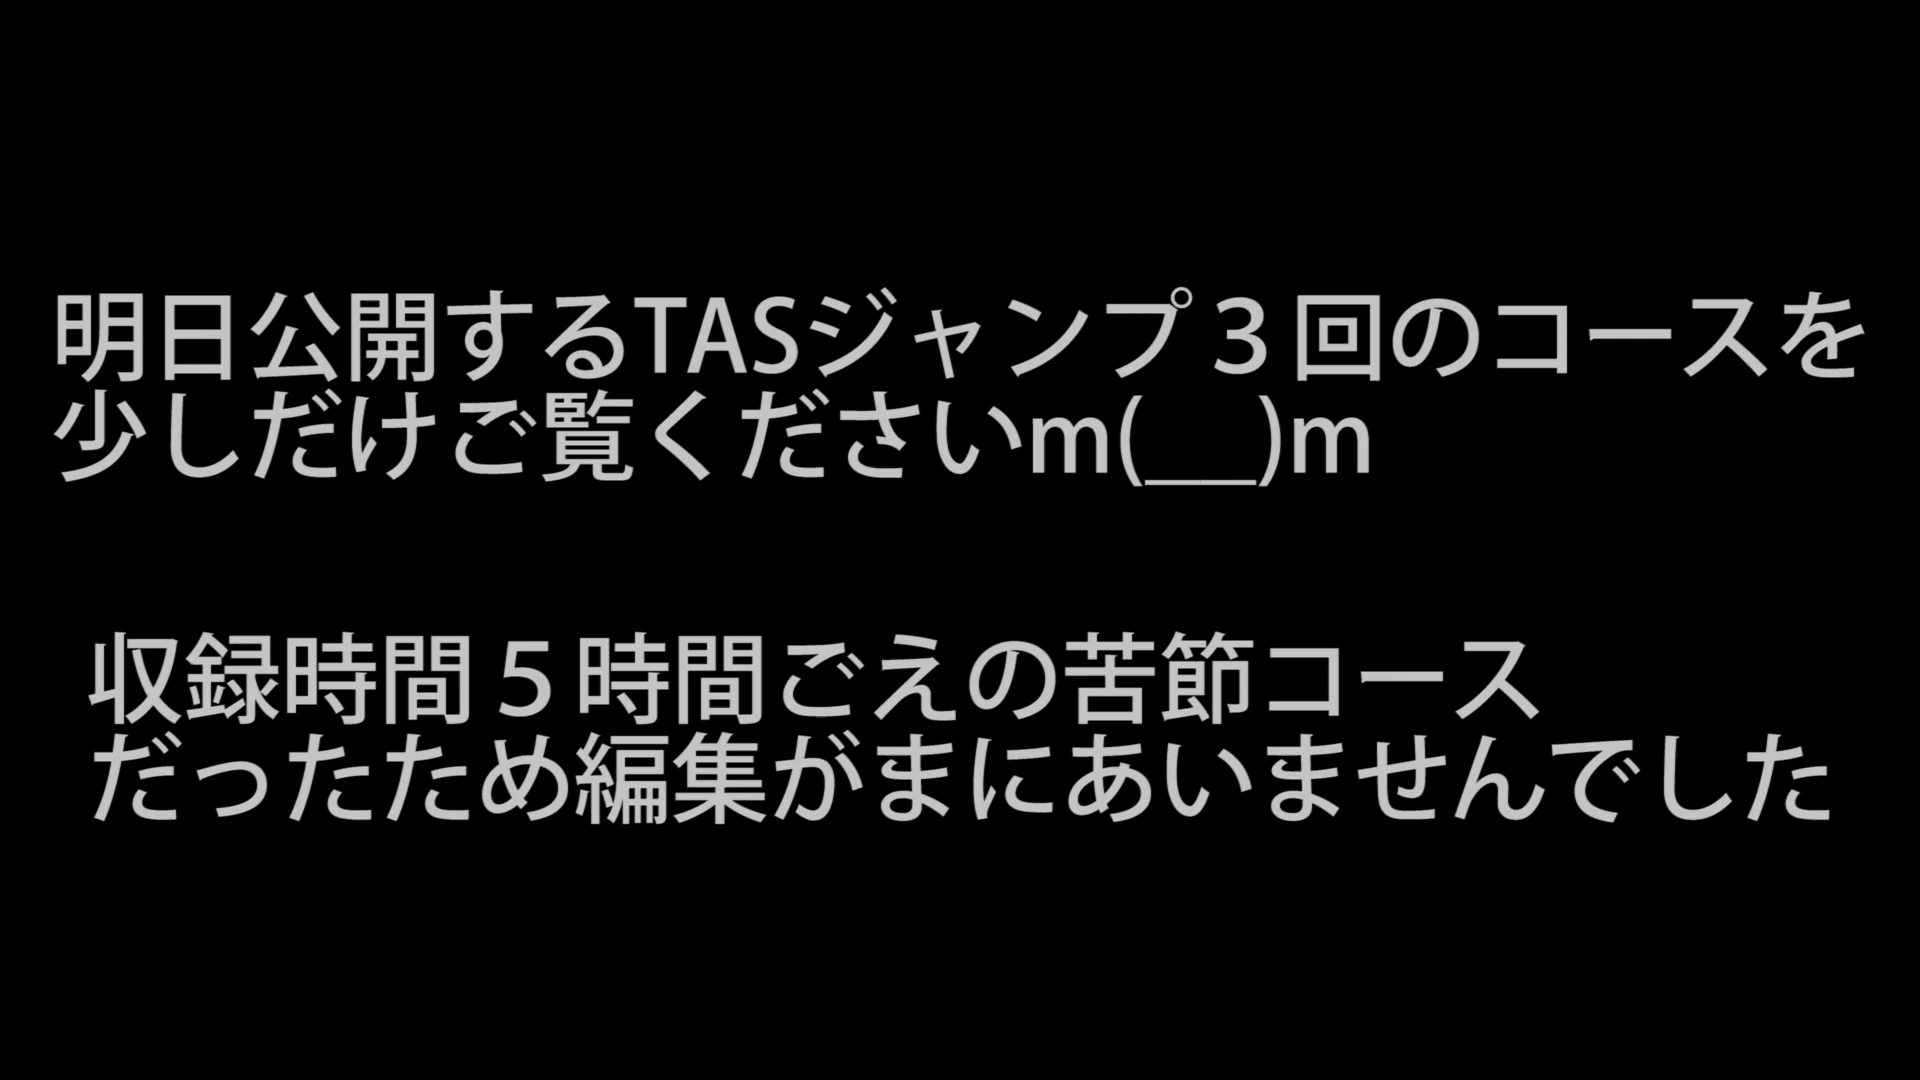 明日公開するTASジャンプ３回のコースを
少しだけご覧くださいm(__)m
収録時間５時間ごえの苦節コース
だったため編集がまにあいませんでした